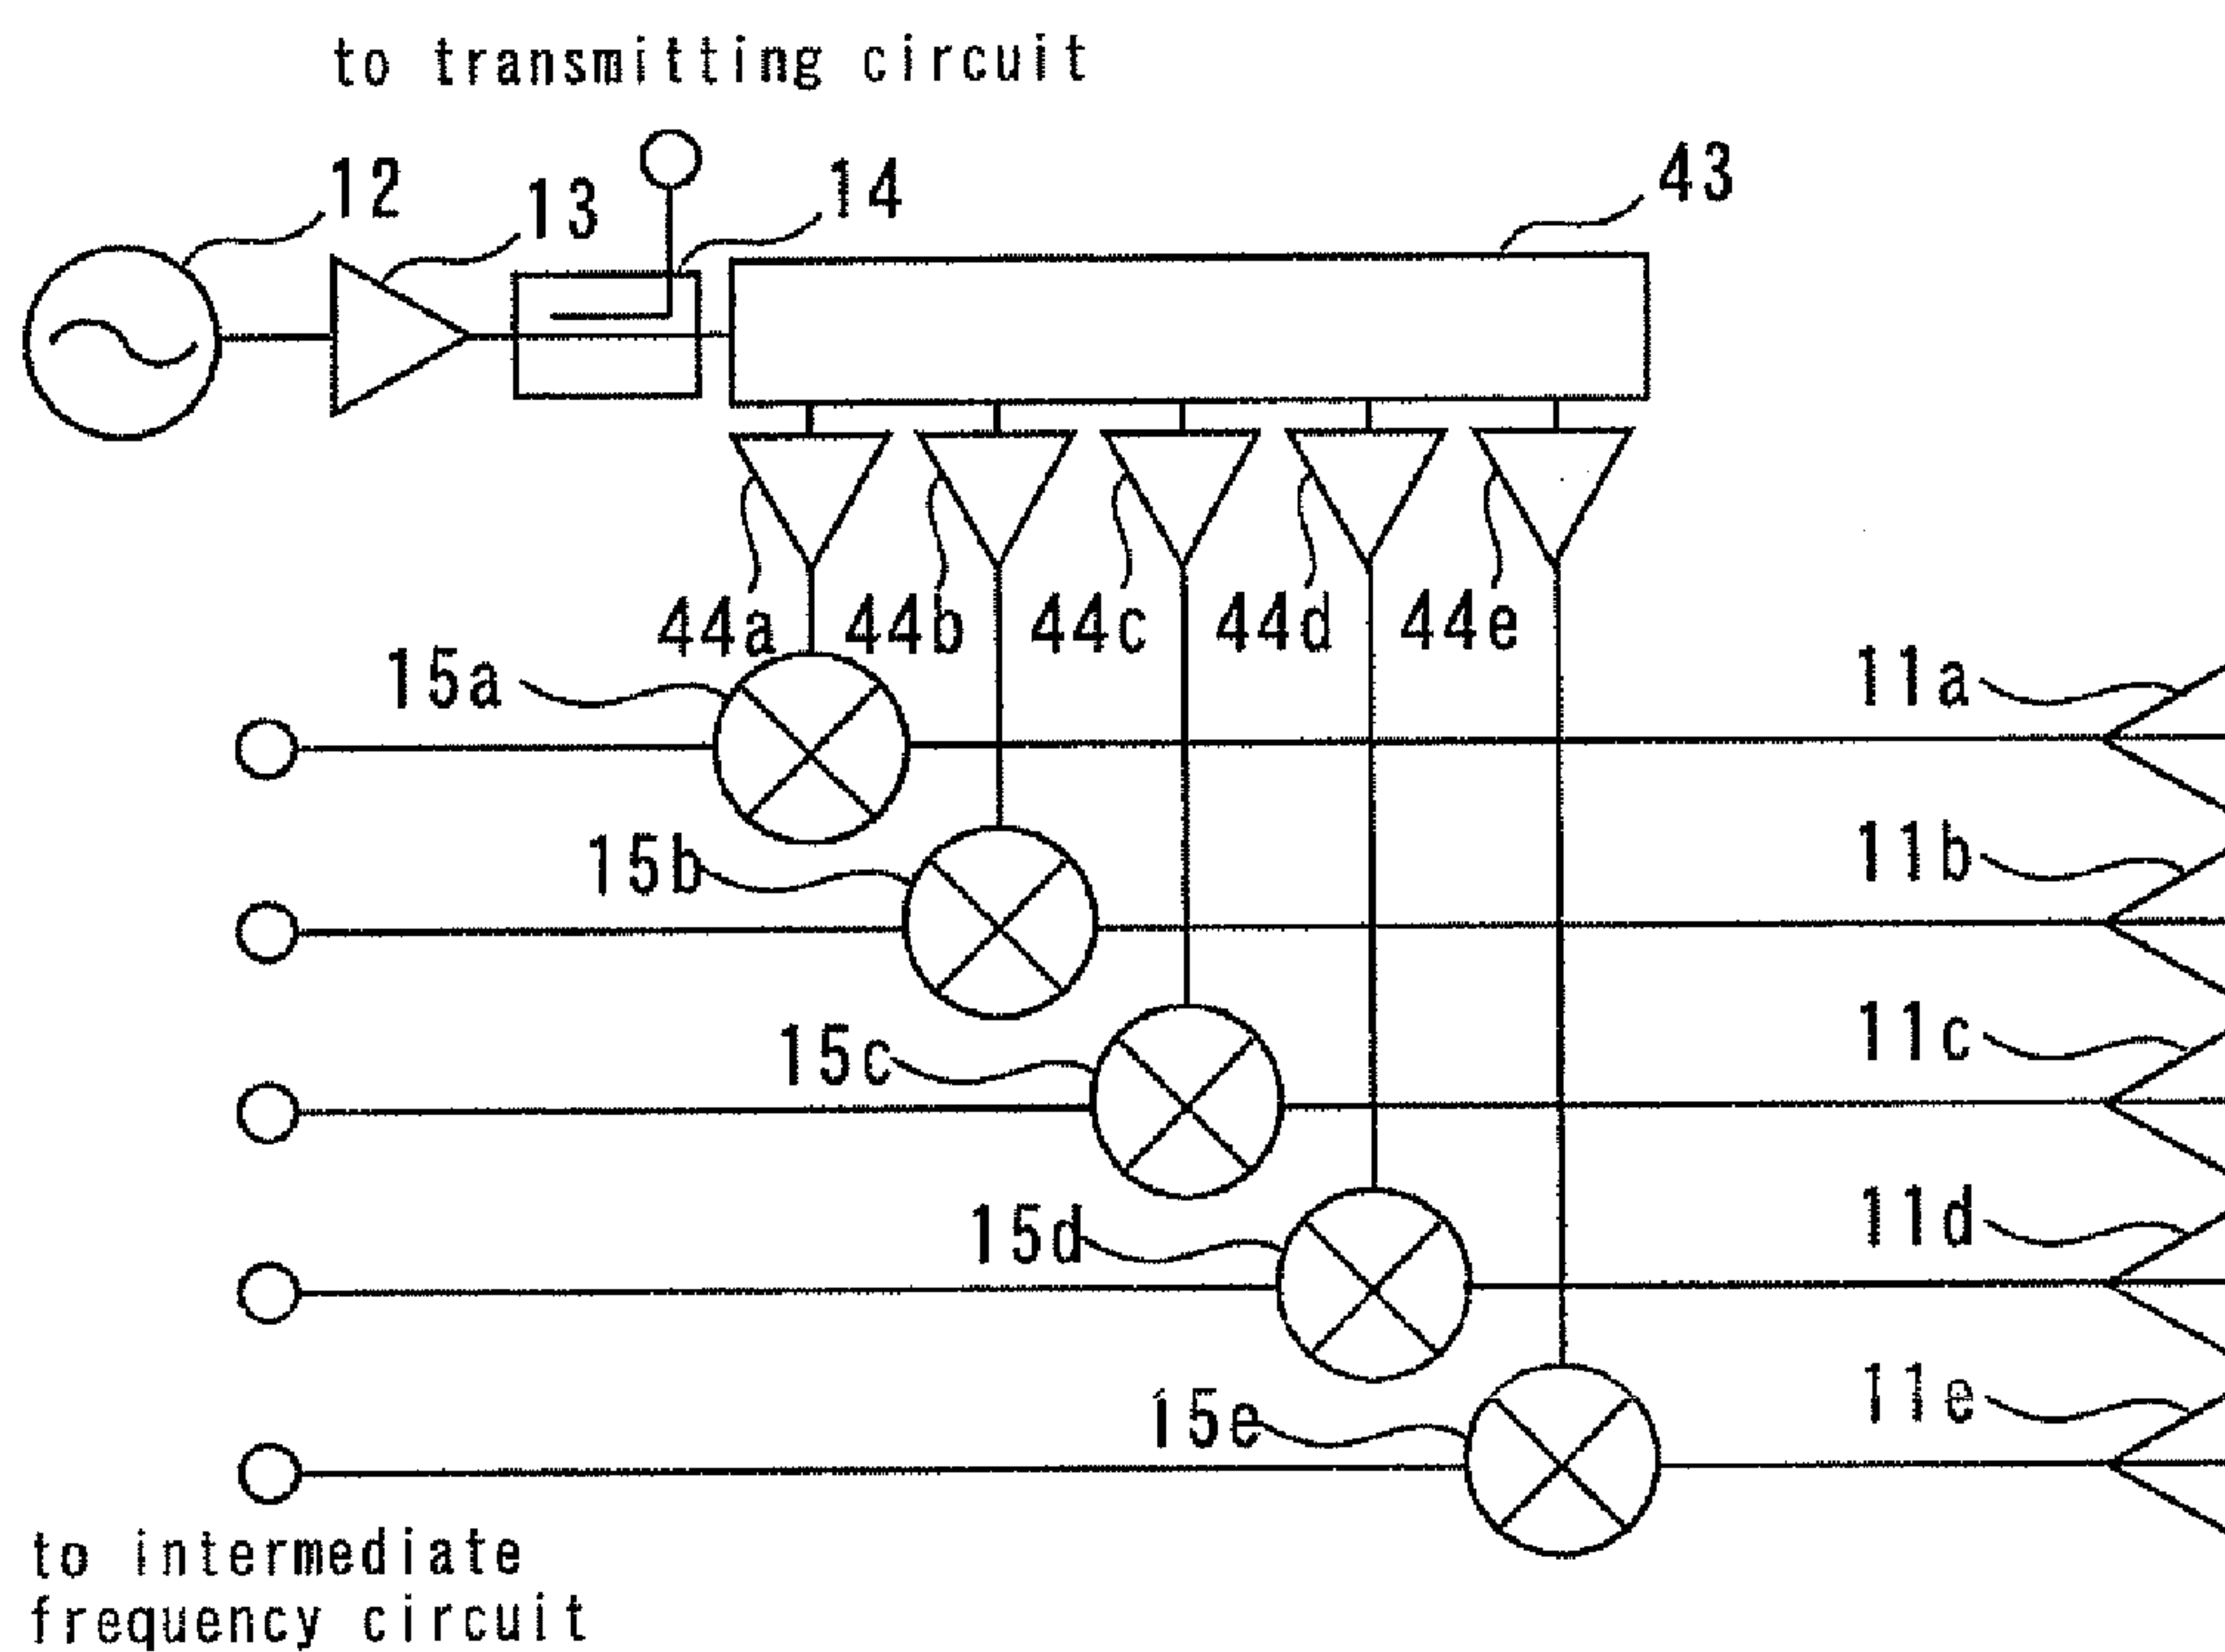 to transmitting circuit
12
13
14
43
44a 44b 44c 44d 44e
15a
11a
15b
11b
15c
11c
15d
11d
15e
11e
to intermediate
frequency circuit